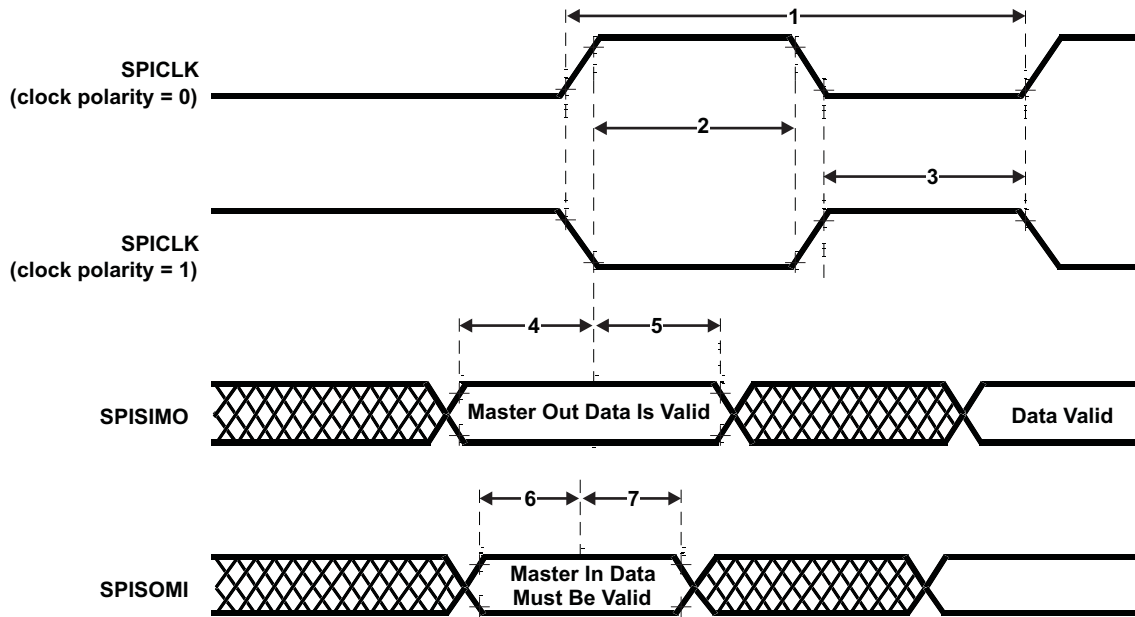 1
SPICLK
(clock polarity = 0)
2
3
SPICLK
(clock polarity = 1)
4
5
SPISIMO
Master Out Data Is Valid
Data Valid
6
7
SPISOMI
Master In Data
Must Be Valid